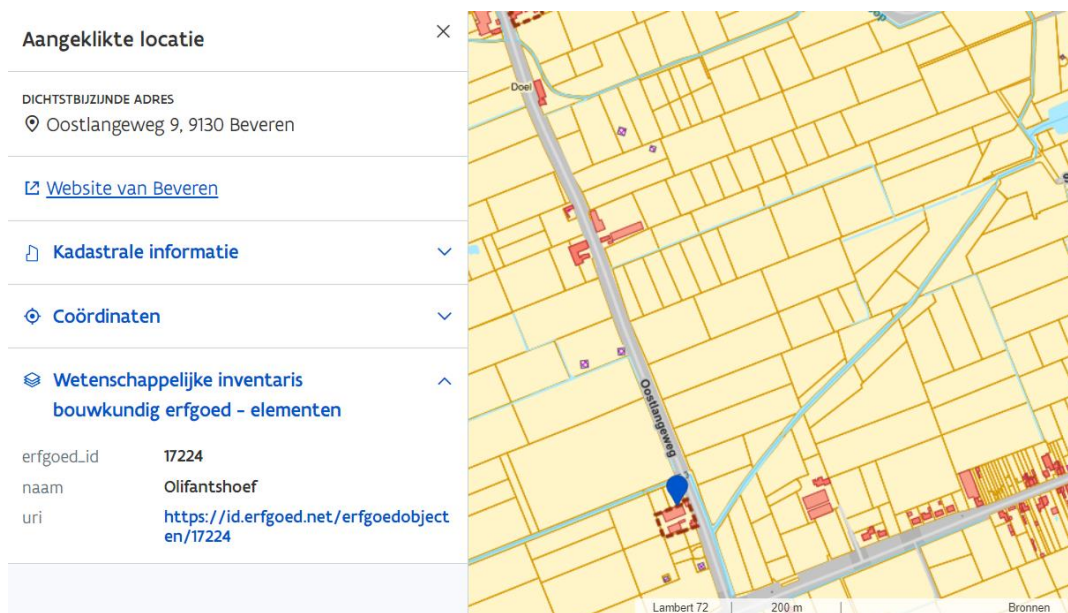 Aangeklikte locatie
DICHTSTBIJZIJNDE ADRES
Oostlangeweg 9, 9130 Beveren
Website van Beveren
Kadastrale informatie
Coördinaten
Wetenschappelijke inventaris
bouwkundig erfgoed - elementen
erfgoed_id 17224
naam Olifantshoef
uri https://id.erfgoed.net/erfgoedobject
en/17224
Doel
Oostlangeweg
Lambert 72 | 200 m | Bronnen